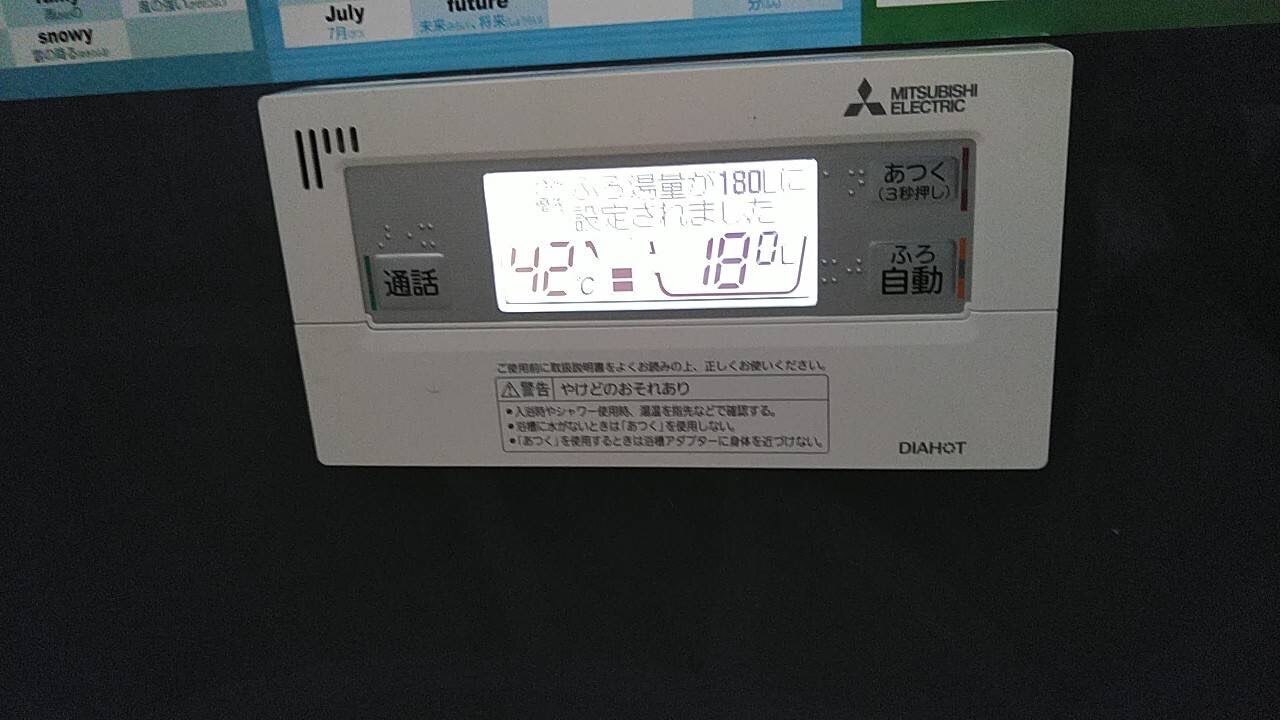 snowy
July
7月
future
未来
、将来
MITSUBISHI
ELECTRIC
ふろ湯量が180Lに
設定されました
42℃
180L
あつく
(3秒押し)
通話
ふろ
自動
ご使用前に取扱説明書をよくお読みの上、正しくお使いください。
警告 やけどのおそれあり
●入浴時やシャワー使用時、湯温を指先などで確認する。
●浴槽に水がないときは「あつく」を使用しない。
●「あつく」を使用するときは浴槽アダプターに身体を近づけない。
DIAHOT